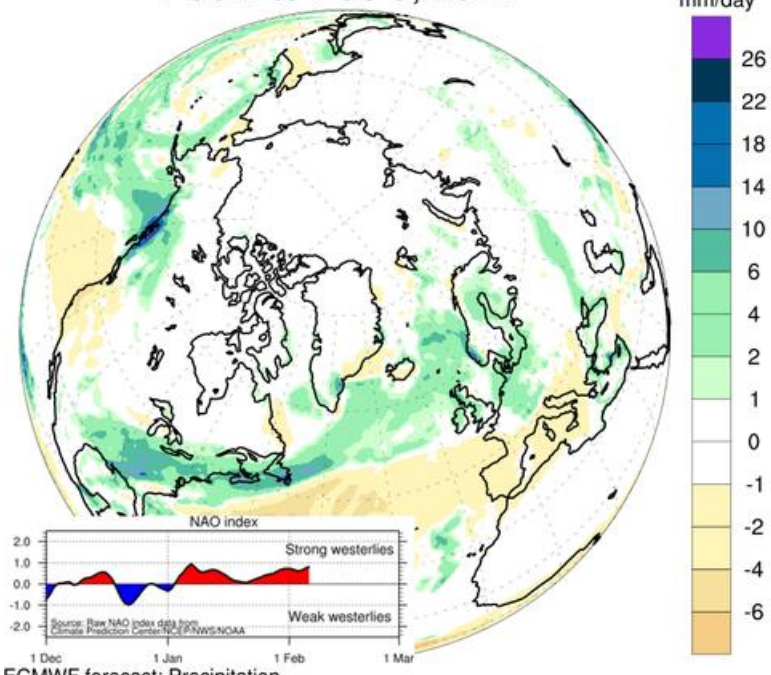 mm/day
26
22
18
14
10
6
4
2
1
0
-1
-2
-4
-6
NAO index
2.0
1.0
0.0
-1.0
-2.0
Strong westerlies
Weak westerlies
Source: Raw NAO index data from
Climate Prediction Center/NCEP/NWS/NOAA
1 Dec
1 Jan
1 Feb
1 Mar
ECMWF forecast: Precipitation